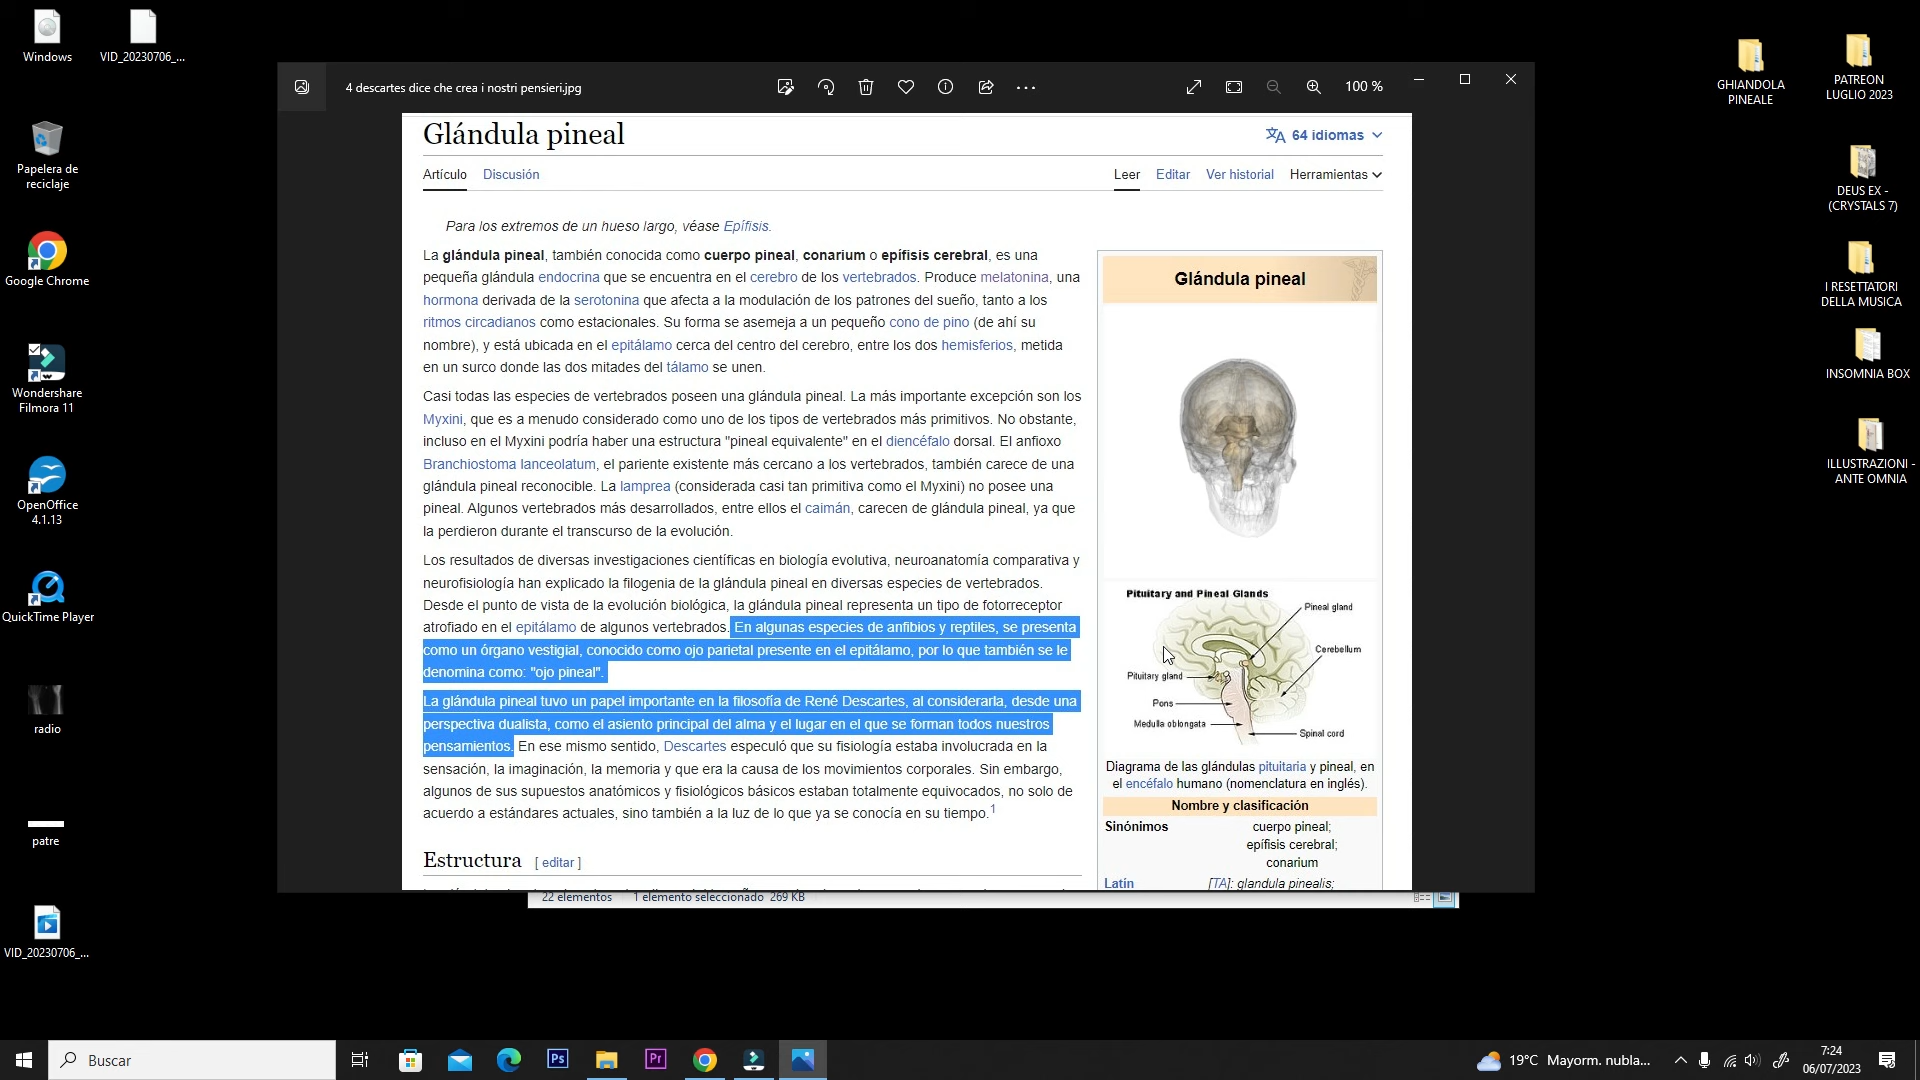 Windows
VID_20230706_...
Papelera de
reciclaje
Google Chrome
Wondershare
Filmora 11
OpenOffice
4.1.13
QuickTime Player
radio
patre
VID_20230706_...
4 descartes dice che crea i nostri pensieri.jpg
100 %
Glándula pineal
64 idiomas
Artículo
Discusión
Leer
Editar
Ver historial
Herramientas
Para los extremos de un hueso largo, véase Epífisis.
La glándula pineal, también conocida como cuerpo pineal, conarium o epífisis cerebral, es una
pequeña glándula endocrina que se encuentra en el cerebro de los vertebrados. Produce melatonina, una
hormona derivada de la serotonina que afecta a la modulación de los patrones del sueño, tanto a los
ritmos circadianos como estacionales. Su forma se asemeja a un pequeño cono de pino (de ahí su
nombre), y está ubicada en el epitálamo cerca del centro del cerebro, entre los dos hemisferios, metida
en un surco donde las dos mitades del tálamo se unen.
Casi todas las especies de vertebrados poseen una glándula pineal. La más importante excepción son los
Myxini, que es a menudo considerado como uno de los tipos de vertebrados más primitivos. No obstante,
incluso en el Myxini podría haber una estructura "pineal equivalente" en el diencéfalo dorsal. El anfioxo
Branchiostoma lanceolatum, el pariente existente más cercano a los vertebrados, también carece de una
glándula pineal reconocible. La lamprea (considerada casi tan primitiva como el Myxini) no posee una
pineal. Algunos vertebrados más desarrollados, entre ellos el caimán, carecen de glándula pineal, ya que
la perdieron durante el transcurso de la evolución.
Los resultados de diversas investigaciones científicas en biología evolutiva, neuroanatomía comparativa y
neurofisiología han explicado la filogenia de la glándula pineal en diversas especies de vertebrados.
Desde el punto de vista de la evolución biológica, la glándula pineal representa un tipo de fotorreceptor
atrofiado en el epitálamo de algunos vertebrados. En algunas especies de anfibios y reptiles, se presenta
como un órgano vestigial, conocido como ojo parietal presente en el epitálamo, por lo que también se le
denomina como: "ojo pineal".
La glándula pineal tuvo un papel importante en la filosofía de René Descartes, al considerarla, desde una
perspectiva dualista, como el asiento principal del alma y el lugar en el que se forman todos nuestros
pensamientos. En ese mismo sentido, Descartes especuló que su fisiología estaba involucrada en la
sensación, la imaginación, la memoria y que era la causa de los movimientos corporales. Sin embargo,
algunos de sus supuestos anatómicos y fisiológicos básicos estaban totalmente equivocados, no solo de
acuerdo a estándares actuales, sino también a la luz de lo que ya se conocía en su tiempo.1
Estructura [ editar ]
Glándula pineal
Pituitary and Pineal Glands
Pineal gland
Cerebellum
Pituitary gland
Pons
Medulla oblongata
Spinal cord
Diagrama de las glándulas pituitaria y pineal, en
el encéfalo humano (nomenclatura en inglés).
Nombre y clasificación
Sinónimos
cuerpo pineal;
epífisis cerebral;
conarium
Latín
[TA]: glandula pinealis;
22 elementos
1 elemento seleccionado 269 KB
GHIANDOLA
PINEALE
PATREON
LUGLIO 2023
DEUS EX -
(CRYSTALS 7)
I RESETTATORI
DELLA MUSICA
INSOMNIA BOX
ILLUSTRAZIONI -
ANTE OMNIA
Buscar
Ps
Pr
19°C Mayorm. nubla...
7:24
06/07/2023